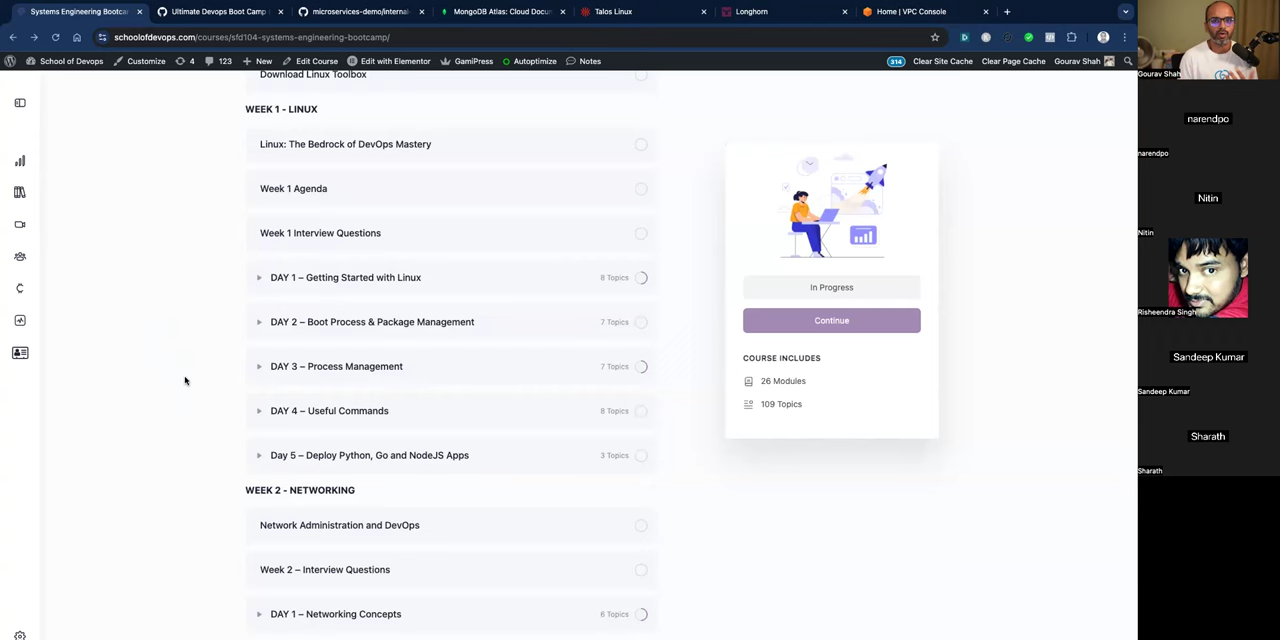 Systems Engineering Bootca
Ultimate Devops Boot Camp
microservices-demo/internal
MongoDB Atlas: Cloud Docu
Talos Linux
Longhorn
Home | VPC Console
schoolofdevops.com/courses/sfd104-systems-engineering-bootcamp/
School of Devops
Customize
4
123
New
Edit Course
Edit with Elementor
GamiPress
Autoptimize
Notes
314
Clear Site Cache
Clear Page Cache
Gourav Shah
Download Linux Toolbox
WEEK 1 - LINUX
Linux: The Bedrock of DevOps Mastery
Week 1 Agenda
Week 1 Interview Questions
DAY 1 – Getting Started with Linux
8 Topics
DAY 2 – Boot Process & Package Management
7 Topics
DAY 3 – Process Management
7 Topics
DAY 4 – Useful Commands
8 Topics
Day 5 – Deploy Python, Go and NodeJS Apps
3 Topics
WEEK 2 - NETWORKING
Network Administration and DevOps
Week 2 – Interview Questions
DAY 1 – Networking Concepts
6 Topics
In Progress
Continue
COURSE INCLUDES
26 Modules
109 Topics
Gourav Shah
narendpo
narendpo
Nitin
Nitin
Risheendra Singh
Sandeep Kumar
Sandeep Kumar
Sharath
Sharath